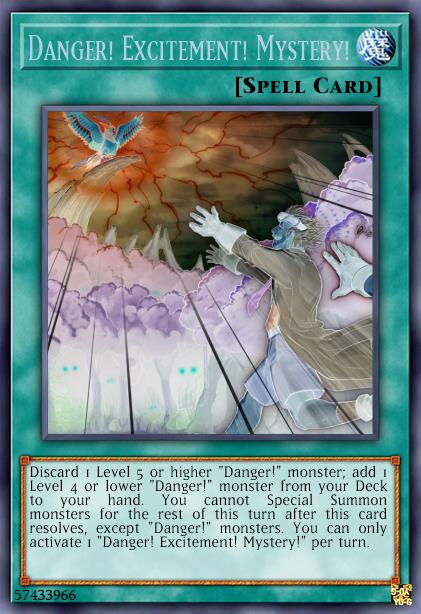 Danger! Excitement! Mystery!
魔
[Spell Card]
Discard 1 Level 5 or higher "Danger!" monster; add 1
Level 4 or lower "Danger!" monster from your Deck
to your hand. You cannot Special Summon
monsters for the rest of this turn after this card
resolves, except "Danger!" monsters. You can only
activate 1 "Danger! Excitement! Mystery!" per turn.
57433966